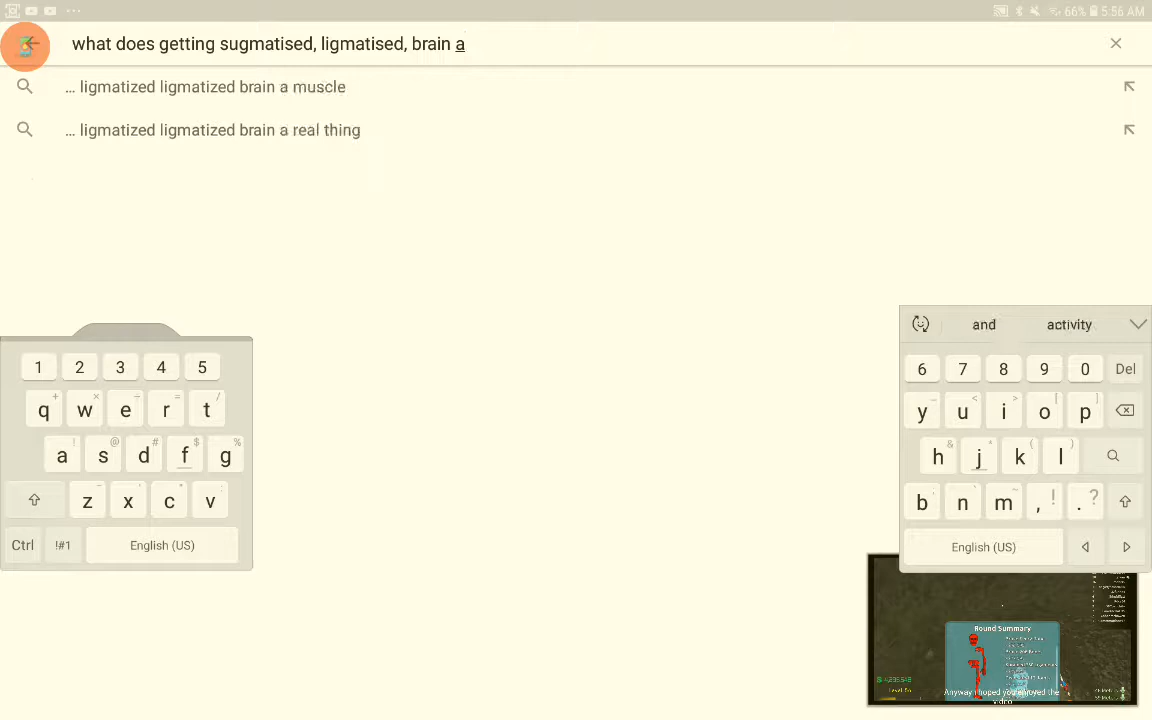 66% 5:56 AM
what does getting sugmatised, ligmatised, brain a
... ligmatized ligmatized brain a muscle
... ligmatized ligmatized brain a real thing
1 2 3 4 5
q w e r t
a s d f g
z x c v
Ctrl !#1 English (US)
and activity
6 7 8 9 0 Del
y u i o p
h j k l
b n m , ! . ?
English (US)
Round Summary
Anyway I hoped you enjoyed the
video